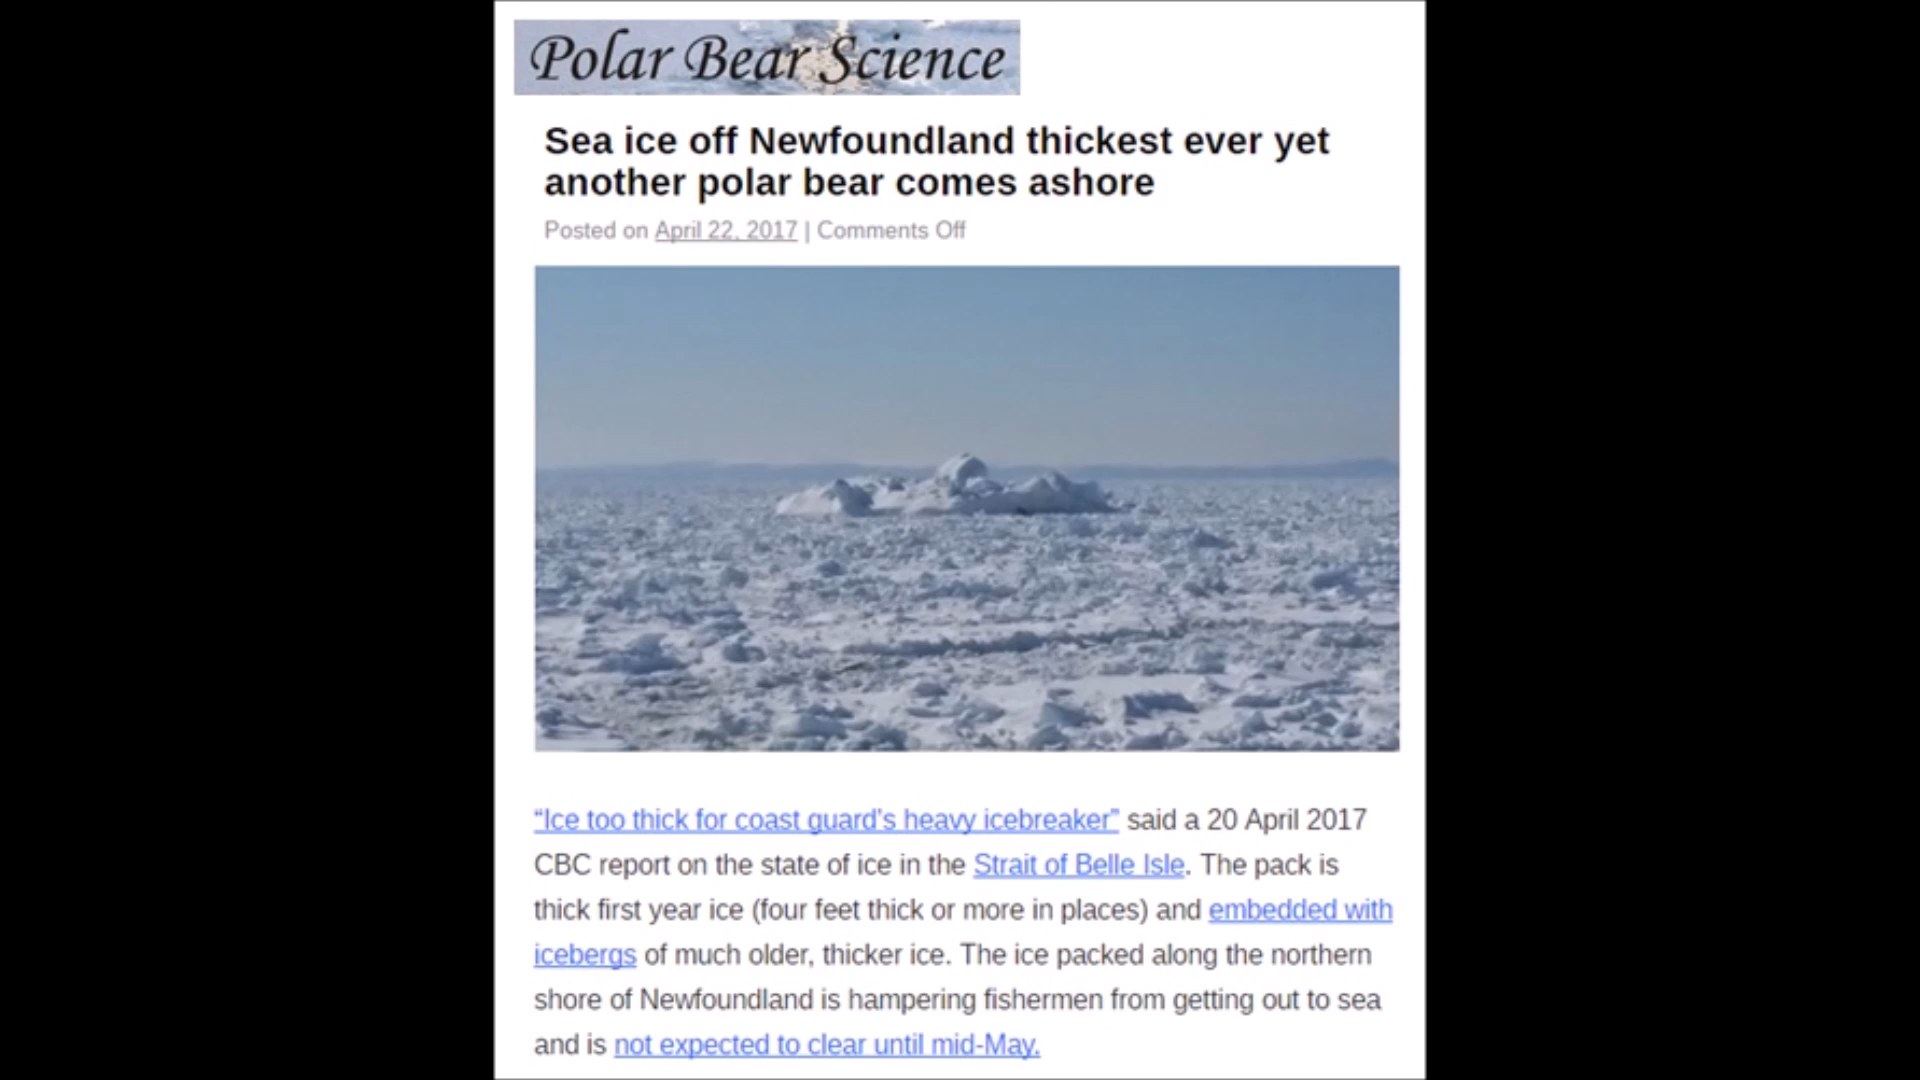 Polar Bear Science
Sea ice off Newfoundland thickest ever yet
another polar bear comes ashore
Posted on April 22, 2017 | Comments Off
“Ice too thick for coast guard’s heavy icebreaker” said a 20 April 2017
CBC report on the state of ice in the Strait of Belle Isle. The pack is
thick first year ice (four feet thick or more in places) and embedded with
icebergs of much older, thicker ice. The ice packed along the northern
shore of Newfoundland is hampering fishermen from getting out to sea
and is not expected to clear until mid-May.